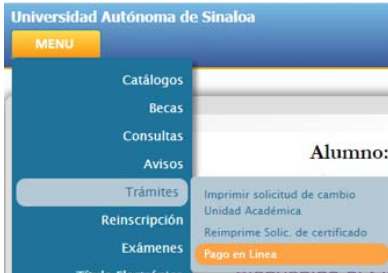 Universidad Autónoma de Sinaloa
MENU
Catálogos
Becas
Consultas
Avisos
Alumno:
Trámites
Imprimir solicitud de cambio
Unidad Académica
Reinscripción
Reimprime Solic. de certificado
Exámenes
Pago en Linea